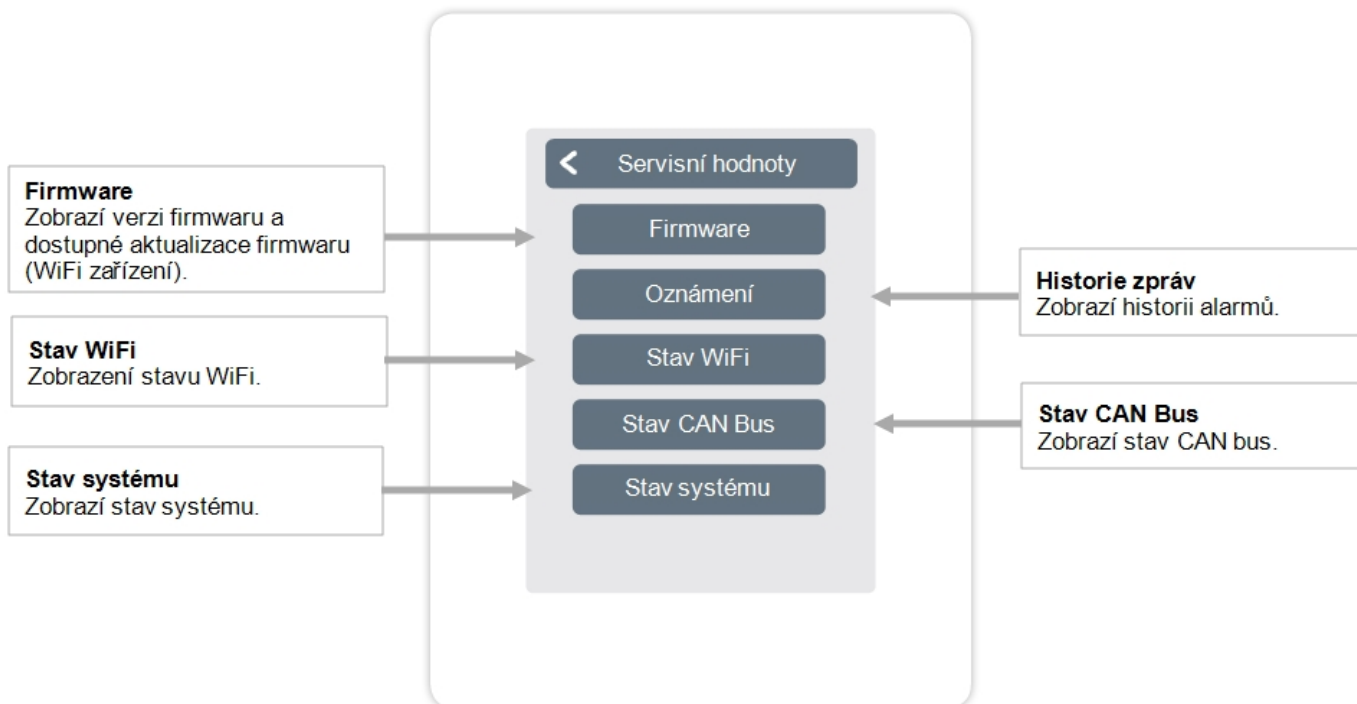 Servisní hodnoty
Firmware
Oznámení
Stav WiFi
Stav CAN Bus
Stav systému
Firmware
Zobrazí verzi firmwaru a
dostupné aktualizace firmwaru
(WiFi zařízení).
Stav WiFi
Zobrazení stavu WiFi.
Stav systému
Zobrazí stav systému.
Historie zpráv
Zobrazí historii alarmů.
Stav CAN Bus
Zobrazí stav CAN bus.